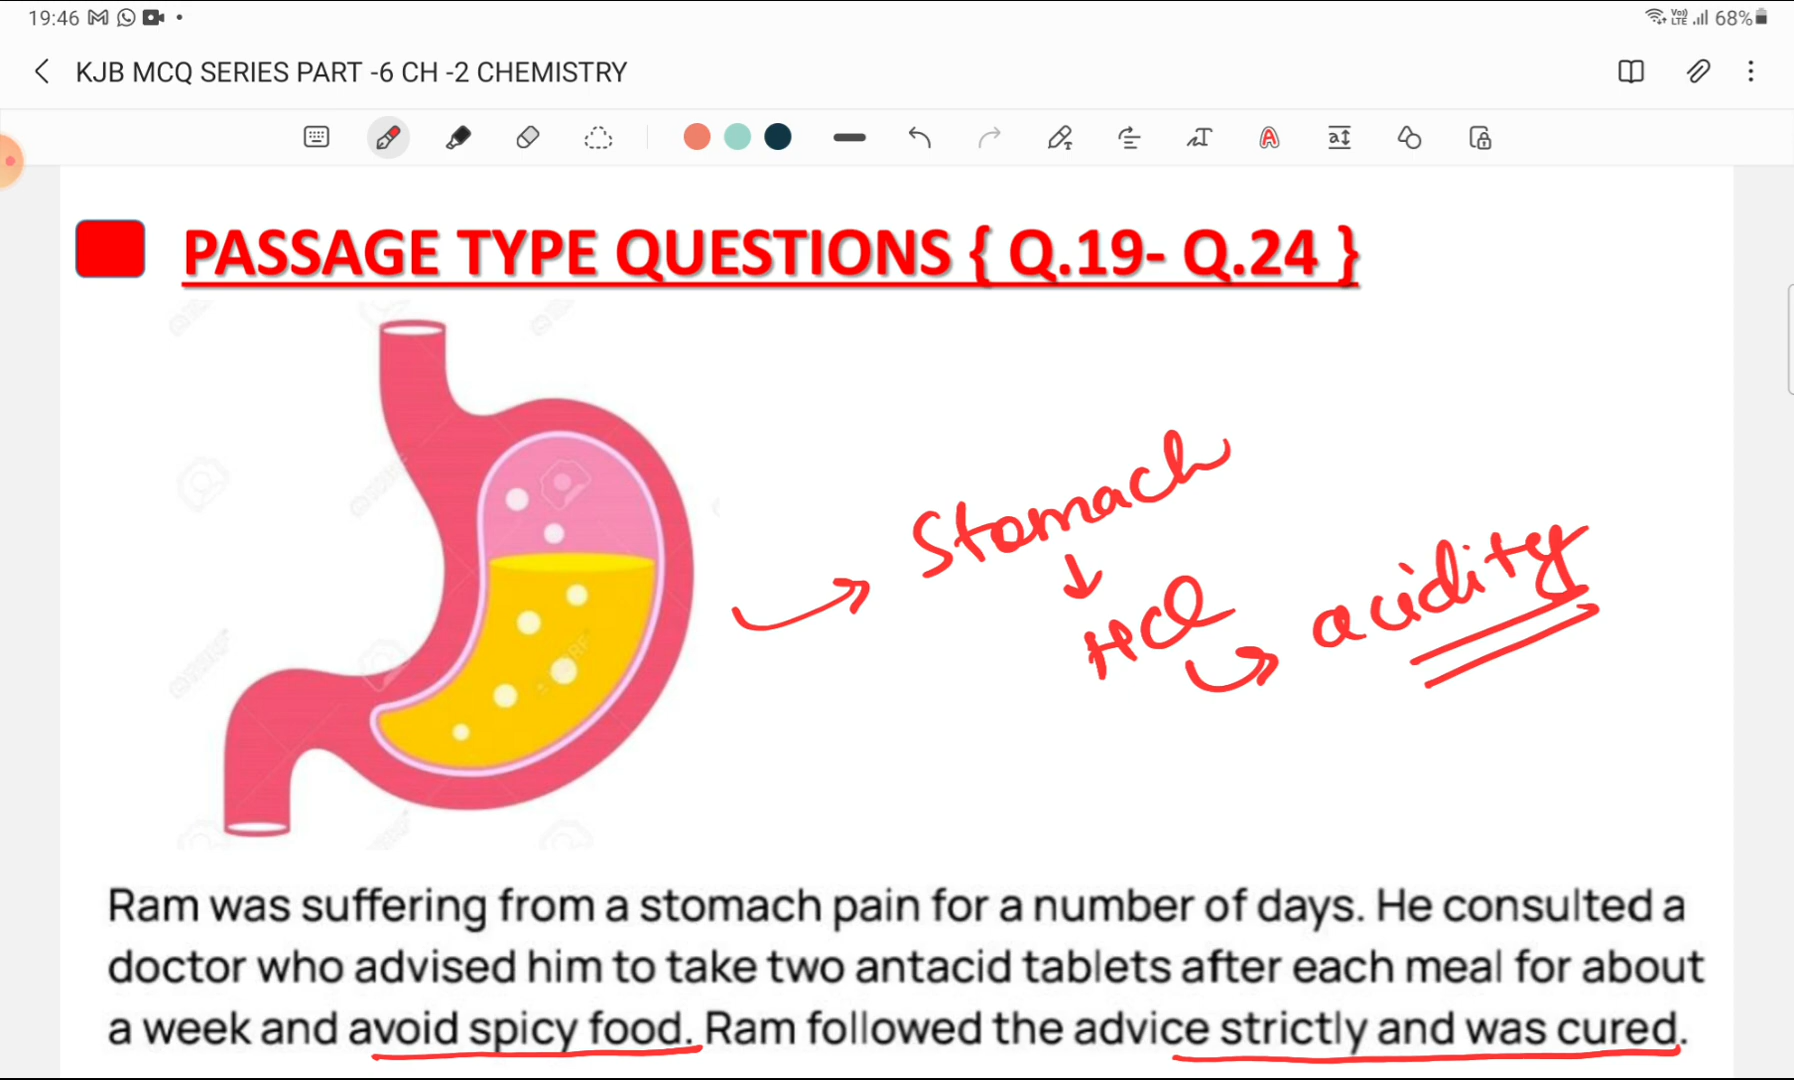 19:46
Vo)) LTE 68%
KJB MCQ SERIES PART -6 CH -2 CHEMISTRY
PASSAGE TYPE QUESTIONS { Q.19- Q.24 }
Stomach
HCl
acidity
Ram was suffering from a stomach pain for a number of days. He consulted a
doctor who advised him to take two antacid tablets after each meal for about
a week and avoid spicy food. Ram followed the advice strictly and was cured.